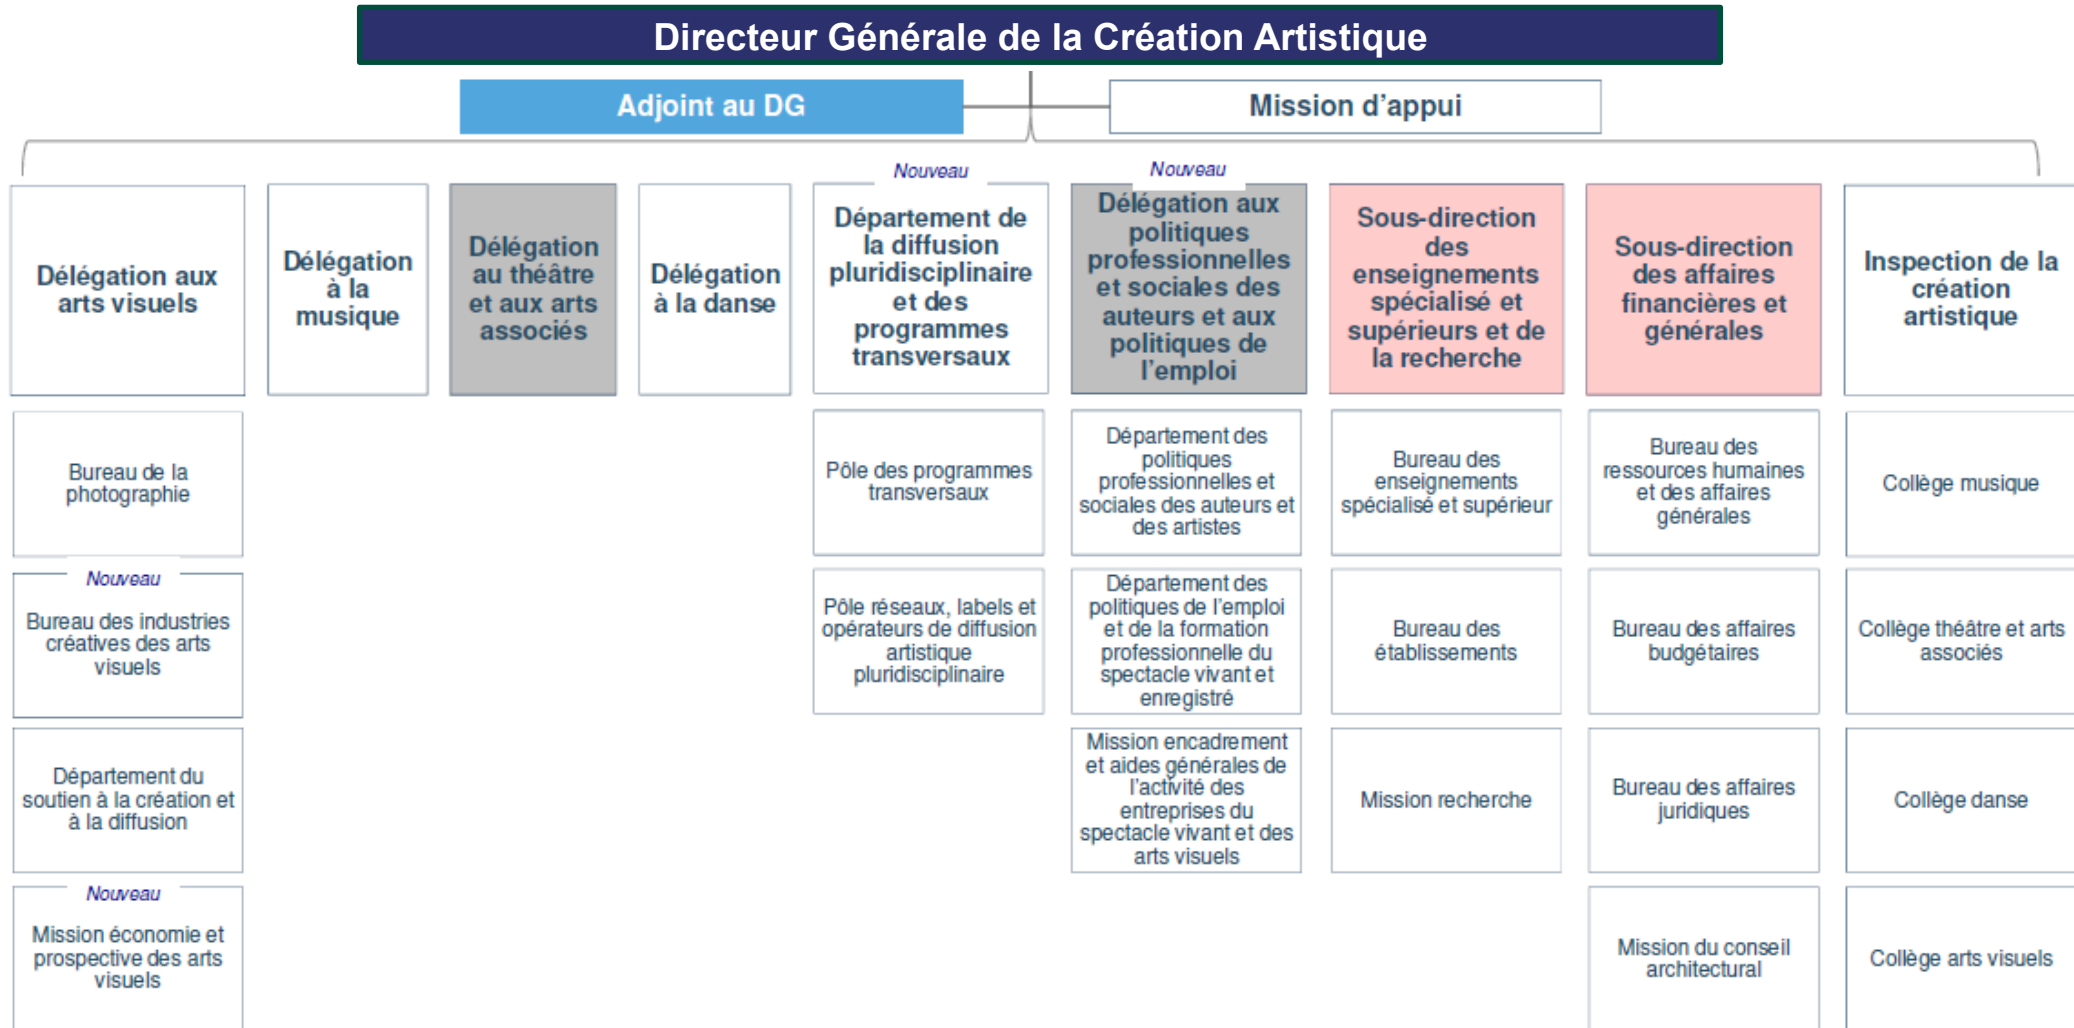 Directeur Générale de la Création Artistique
Adjoint au DG
Mission d'appui
Nouveau
Nouveau
Délégation aux
arts visuels
Délégation
à la
musique
Délégation
au théâtre
et aux arts
associés
Délégation
à la danse
Département de
la diffusion
pluridisciplinaire
et des
programmes
transversaux
Délégation aux
politiques
professionnelles
et sociales des
auteurs et aux
politiques de
l'emploi
Sous-direction
des
enseignements
spécialisé et
supérieurs et de
la recherche
Sous-direction
des affaires
financières et
générales
Inspection de la
création
artistique
Bureau de la
photographie
Pôle des programmes
transversaux
Département des
politiques
professionnelles et
sociales des auteurs et
des artistes
Bureau des
enseignements
spécialisé et supérieur
Bureau des
ressources humaines
et des affaires
générales
Collège musique
Nouveau
Bureau des industries
créatives des arts
visuels
Pôle réseaux, labels et
opérateurs de diffusion
artistique
pluridisciplinaire
Département des
politiques de l'emploi
et de la formation
professionnelle du
spectacle vivant et
enregistré
Bureau des
établissements
Bureau des affaires
budgétaires
Collège théâtre et arts
associés
Département du
soutien à la création et
à la diffusion
Mission encadrement
et aides générales de
l'activité des
entreprises du
spectacle vivant et des
arts visuels
Mission recherche
Bureau des affaires
juridiques
Collège danse
Nouveau
Mission économie et
prospective des arts
visuels
Mission du conseil
architectural
Collège arts visuels